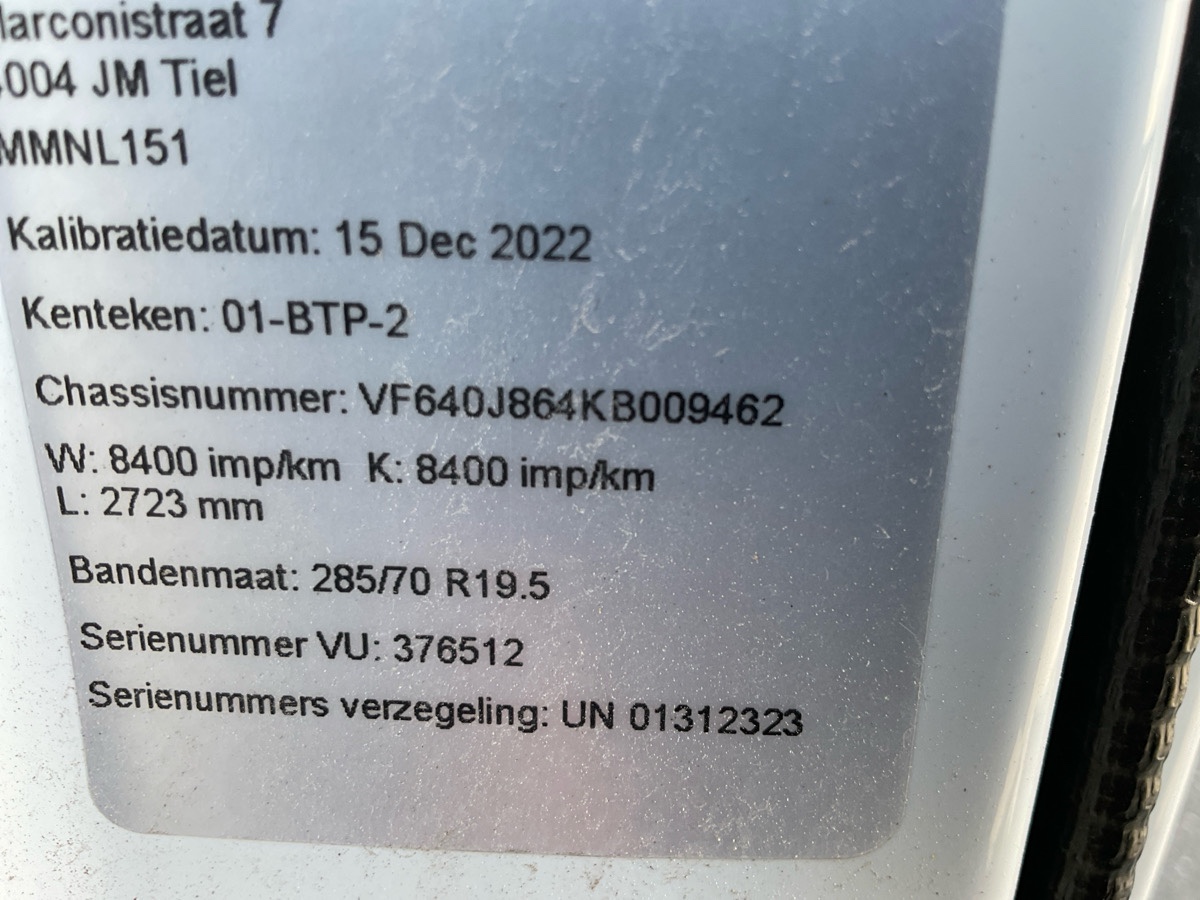 Marconistraat 7
004 JM Tiel
MMNL151
Kalibratiedatum: 15 Dec 2022
Kenteken: 01-BTP-2
Chassisnummer: VF640J864KB009462
W: 8400 imp/km K: 8400 imp/km
L: 2723 mm
Bandenmaat: 285/70 R19.5
Serienummer VU: 376512
Serienummers verzegeling: UN 01312323